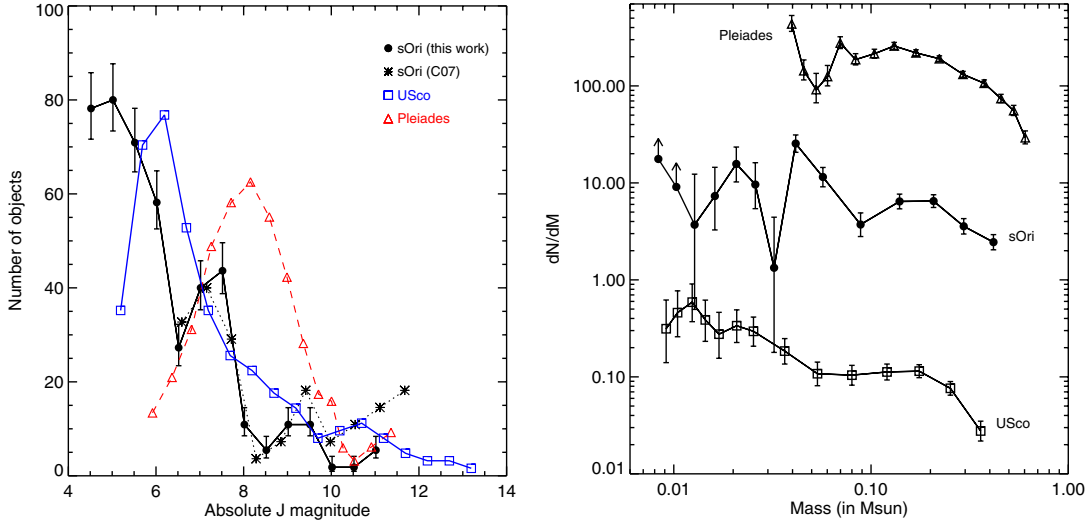 80
60
40
20
0
Number of objects
4
6
8
10
12
14
Absolute J magnitude
sOri (this work)
sOri (C07)
USco
Pleiades
100.00
10.00
1.00
0.10
0.01
dN/dM
0.01
0.10
1.00
Mass (in Msun)
Pleiades
sOri
USco